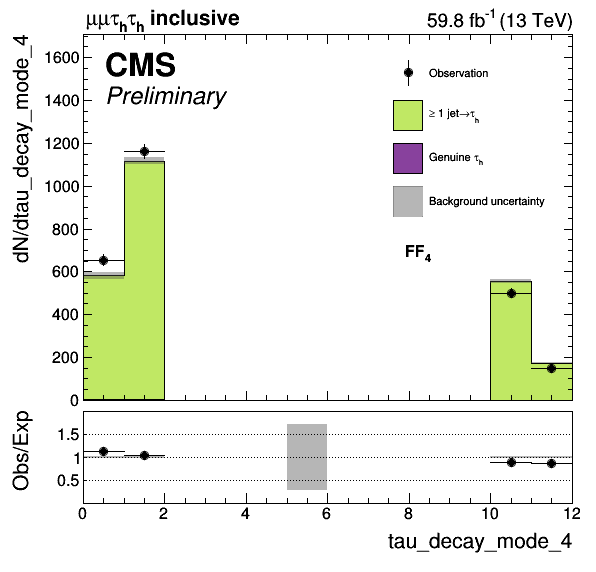 μμτhτh inclusive 59.8 fb-1 (13 TeV)
CMS
Preliminary
Observation
≥ 1 jet→τh
Genuine τh
Background uncertainty
FF4
dN/dtau_decay_mode_4
1600
1400
1200
1000
800
600
400
200
0
Obs/Exp
1.5
1
0.5
0 2 4 6 8 10 12
tau_decay_mode_4